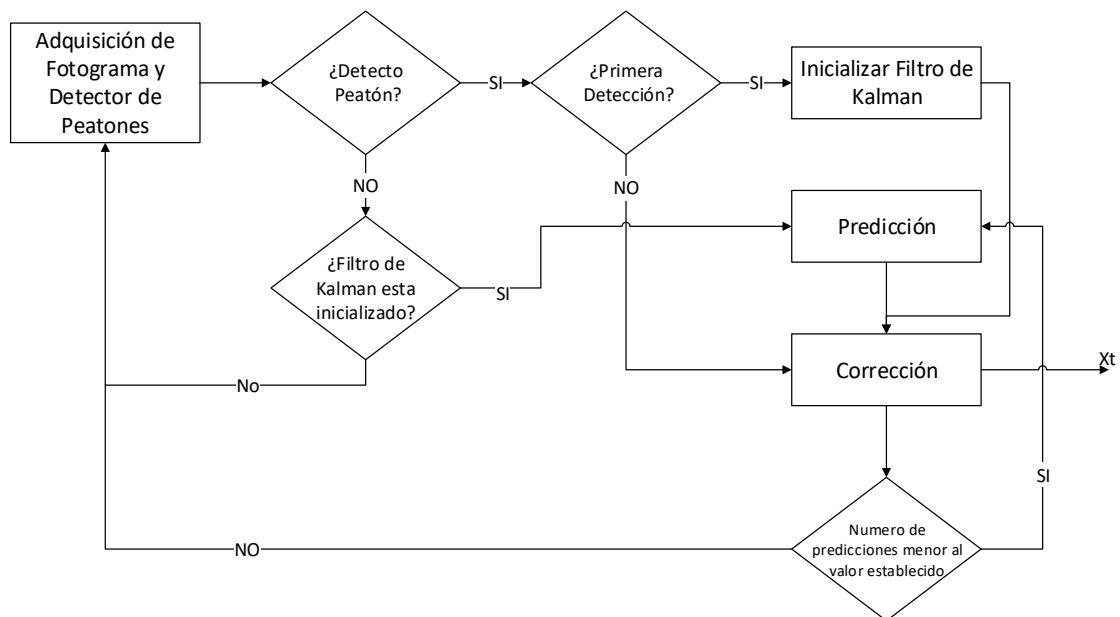 Adquisición de
Fotograma y
Detector de
Peatones
¿Detecto
Peatón?
SI
¿Primera
Detección?
SI
Inicializar Filtro de
Kalman
NO
NO
Predicción
¿Filtro de
Kalman esta
inicializado?
SI
Corrección
Xt
No
SI
Numero de
predicciones menor al
valor establecido
NO